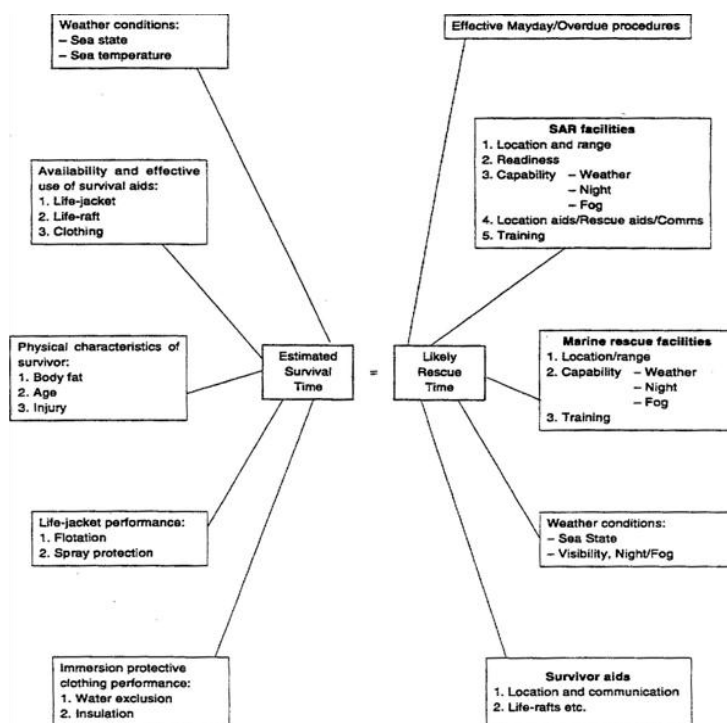 Weather conditions:
– Sea state
– Sea temperature
Availability and effective
use of survival aids:
1. Life-jacket
2. Life-raft
3. Clothing
Physical characteristics of
survivor:
1. Body fat
2. Age
3. Injury
Life-jacket performance:
1. Flotation
2. Spray protection
Immersion protective
clothing performance:
1. Water exclusion
2. Insulation
Estimated
Survival
Time
=
Likely
Rescue
Time
Effective Mayday/Overdue procedures
SAR facilities
1. Location and range
2. Readiness
3. Capability – Weather
– Night
– Fog
4. Location aids/Rescue aids/Comms
5. Training
Marine rescue facilities
1. Location/range
2. Capability – Weather
– Night
– Fog
3. Training
Weather conditions:
– Sea State
– Visibility, Night/Fog
Survivor aids
1. Location and communication
2. Life-rafts etc.